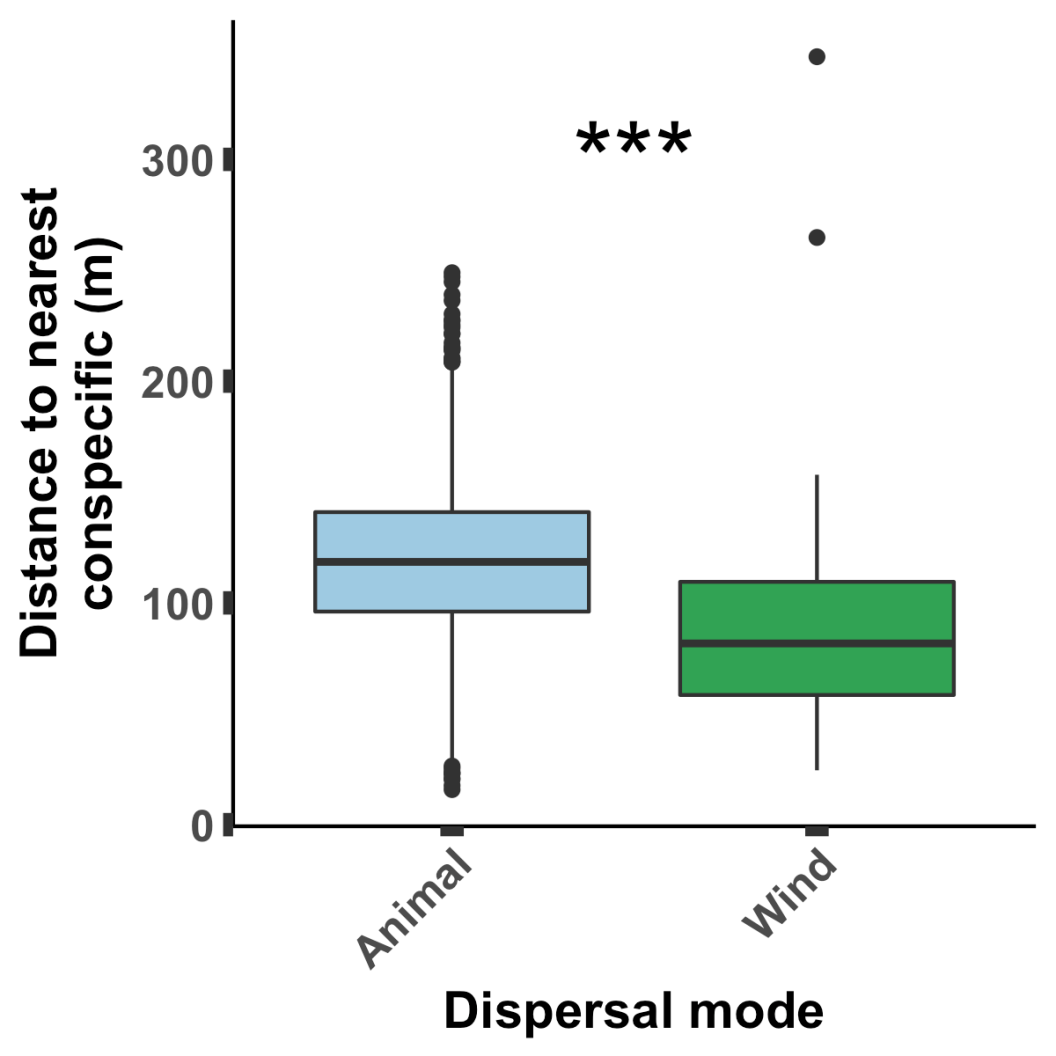 Distance to nearest
conspecific (m)
***
300
200
100
0
Animal
Wind
Dispersal mode